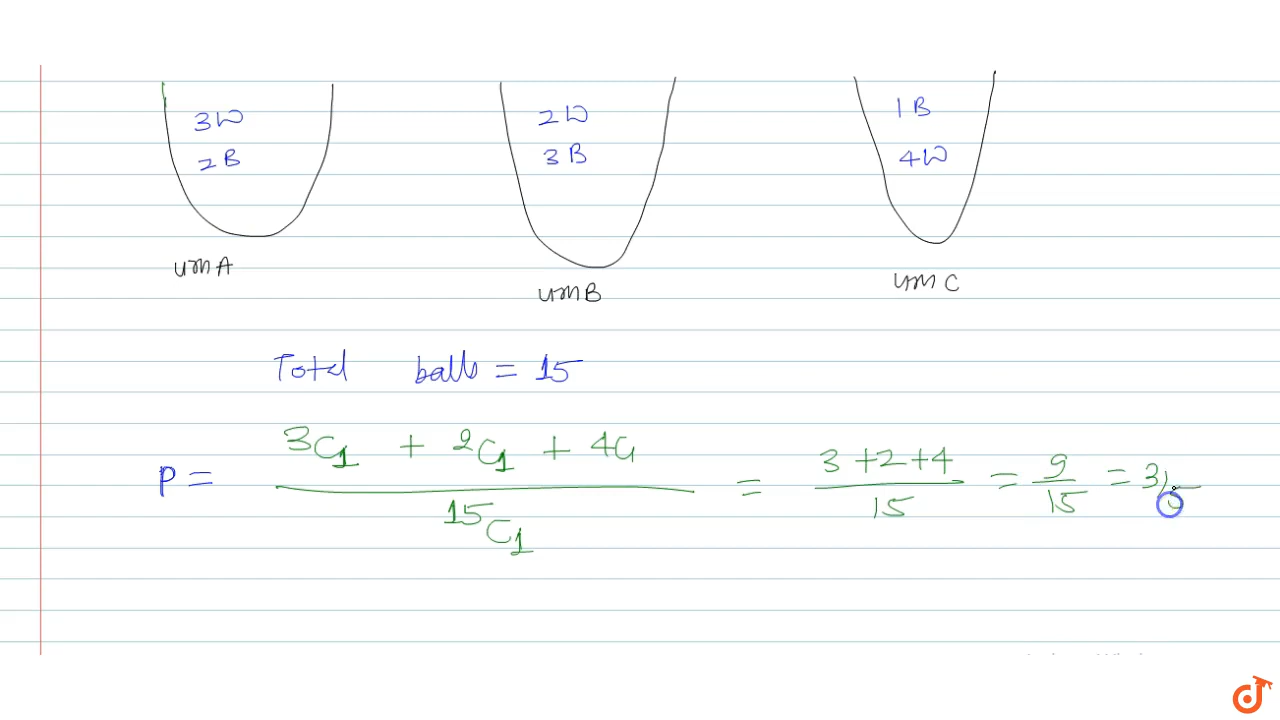 3W 2W 1B
2B 3B 4W
urn A urn B urn C
Total balls = 15
P = (3C1 + 2C1 + 4C1) / 15C1 = (3+2+4) / 15 = 9/15 = 3/5